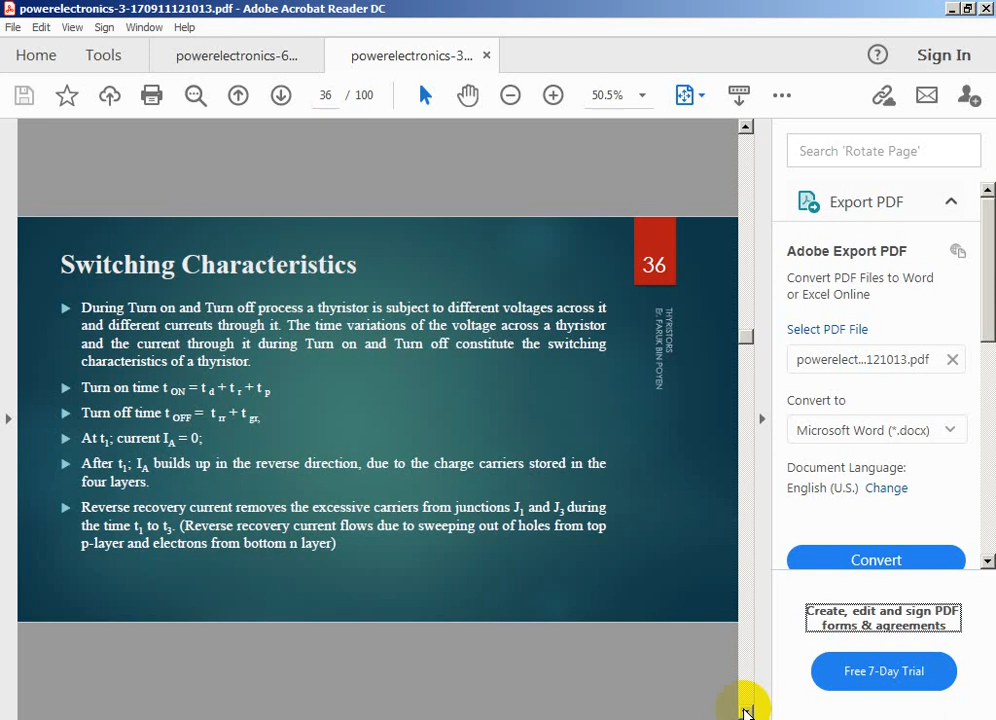 powerelectronics-3-170911121013.pdf - Adobe Acrobat Reader DC
File Edit View Sign Window Help
Home Tools powerelectronics-6... powerelectronics-3... ×
36 / 100 50.5% Sign In
Search 'Rotate Page'
Export PDF
Adobe Export PDF
Convert PDF Files to Word
or Excel Online
Select PDF File
powerelect...121013.pdf
Convert to
Microsoft Word (*.docx)
Document Language:
English (U.S.) Change
Convert
Create, edit and sign PDF
forms & agreements
Free 7-Day Trial
Switching Characteristics
36
During Turn on and Turn off process a thyristor is subject to different voltages across it
and different currents through it. The time variations of the voltage across a thyristor
and the current through it during Turn on and Turn off constitute the switching
characteristics of a thyristor.
Turn on time t ON = t d + t r + t p
Turn off time t OFF = t rr + t gr,
At t1; current IA = 0;
After t1; IA builds up in the reverse direction, due to the charge carriers stored in the
four layers.
Reverse recovery current removes the excessive carriers from junctions J1 and J3 during
the time t1 to t3. (Reverse recovery current flows due to sweeping out of holes from top
p-layer and electrons from bottom n layer)
THYRISTORS
Er. FARUK BIN POYEN